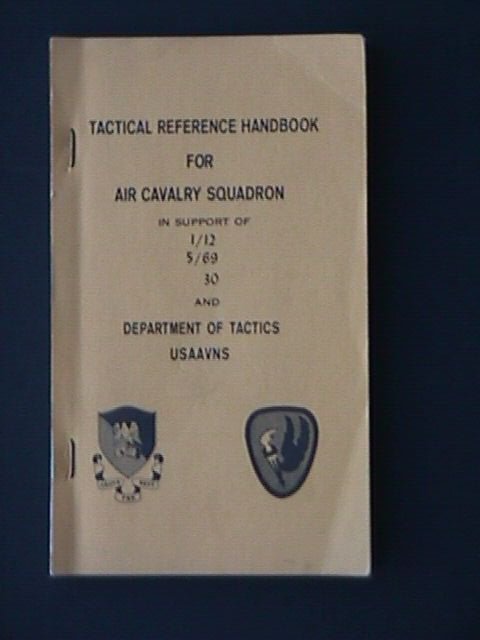 TACTICAL REFERENCE HANDBOOK
FOR
AIR CAVALRY SQUADRON
IN SUPPORT OF
1/12
5/69
30
AND
DEPARTMENT OF TACTICS
USAAVNS